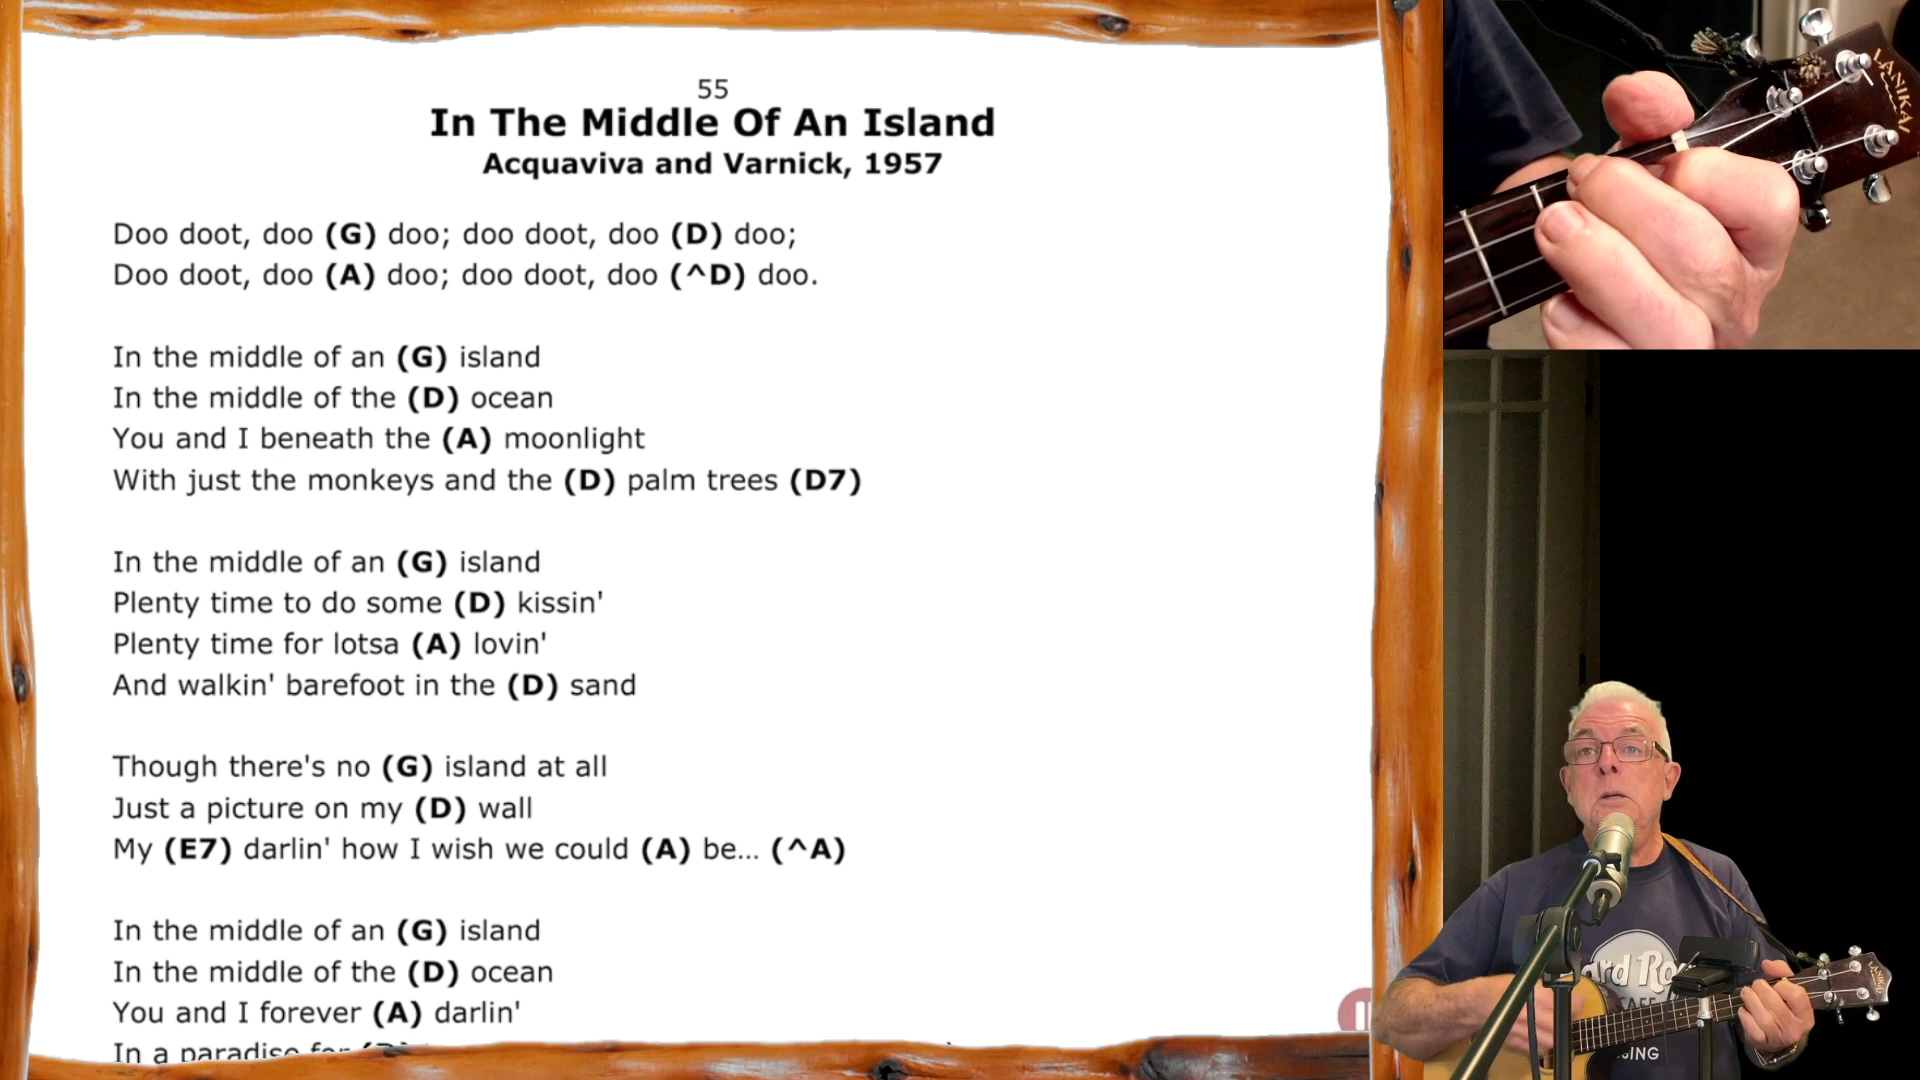 55
In The Middle Of An Island
Acquaviva and Varnick, 1957
Doo doot, doo (G) doo; doo doot, doo (D) doo;
Doo doot, doo (A) doo; doo doot, doo (^D) doo.
In the middle of an (G) island
In the middle of the (D) ocean
You and I beneath the (A) moonlight
With just the monkeys and the (D) palm trees (D7)
In the middle of an (G) island
Plenty time to do some (D) kissin'
Plenty time for lotsa (A) lovin'
And walkin' barefoot in the (D) sand
Though there's no (G) island at all
Just a picture on my (D) wall
My (E7) darlin' how I wish we could (A) be... (^A)
In the middle of an (G) island
In the middle of the (D) ocean
You and I forever (A) darlin'
In a paradise for
LANIKAI
LANIKAI